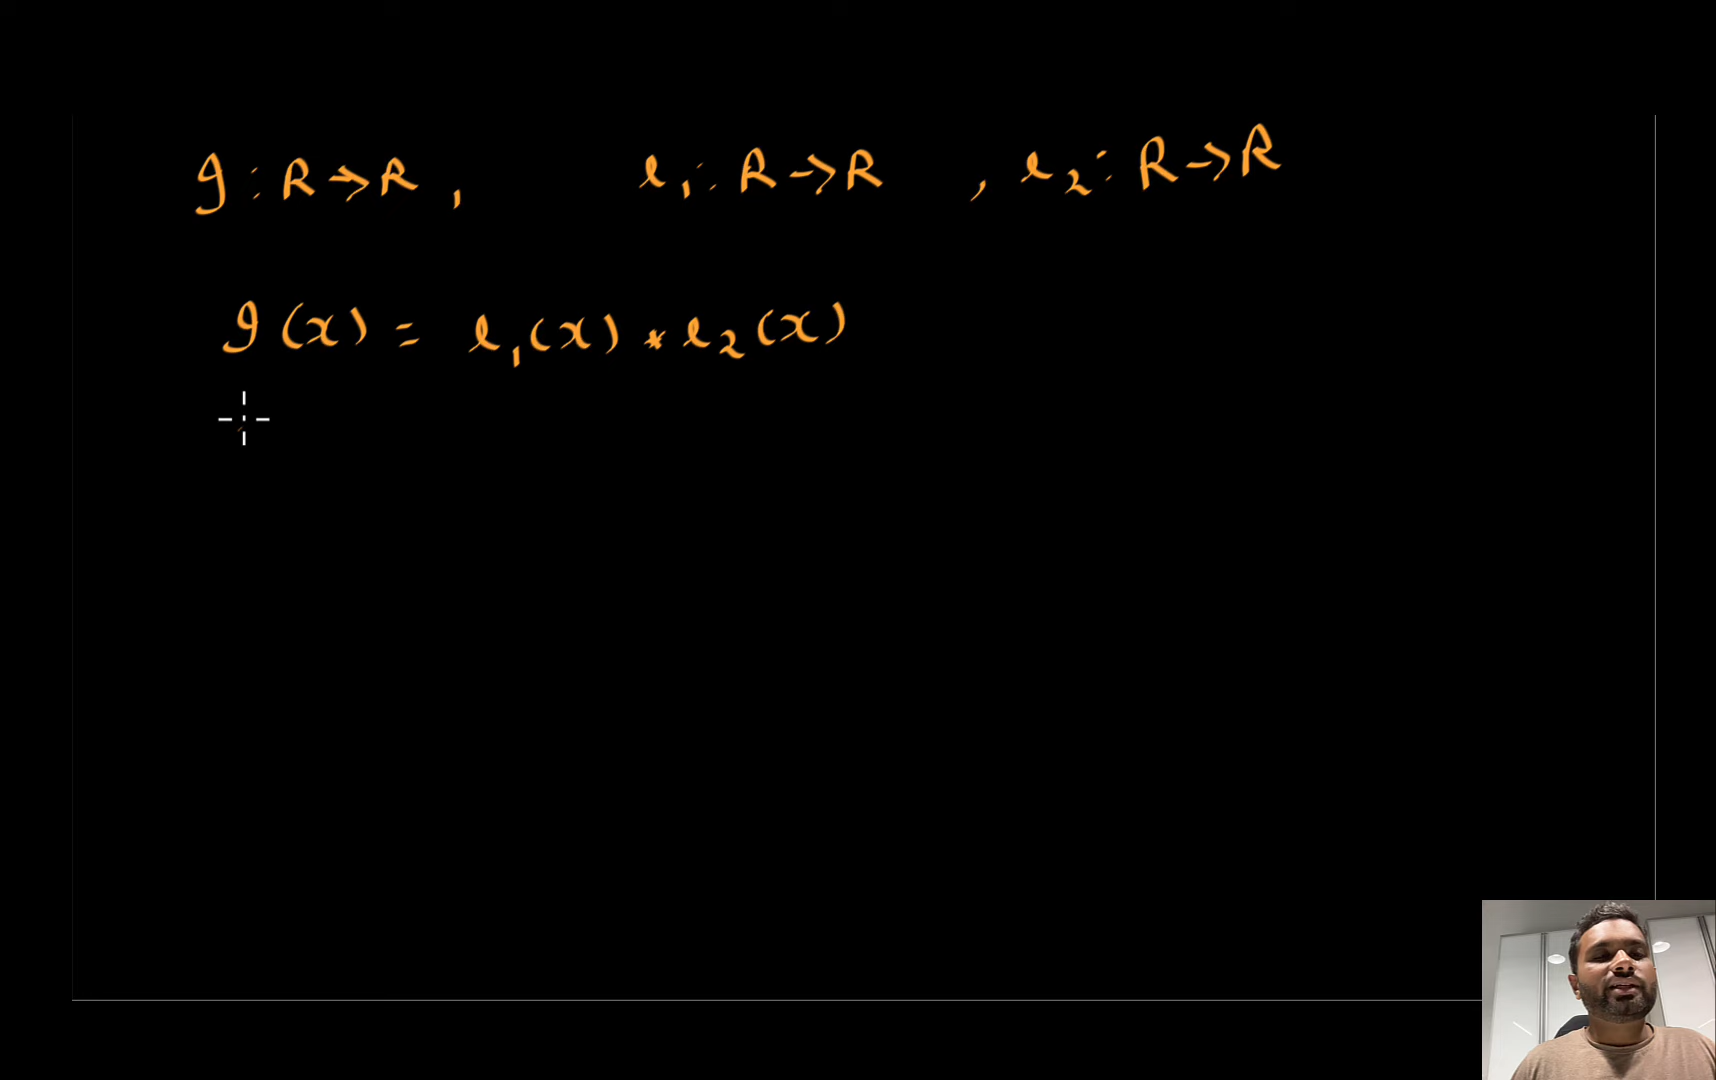 g : R → R , l₁ : R → R , l₂ : R → R
g(x) = l₁(x) * l₂(x)